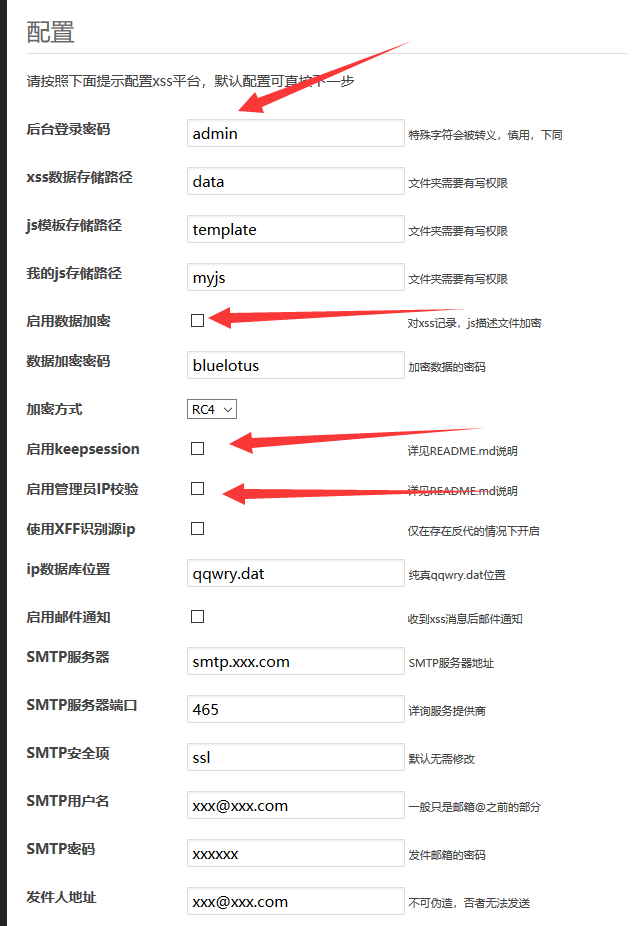 配置
请按照下面提示配置xss平台，默认配置可直接下一步
后台登录密码 admin 特殊字符会被转义，慎用，下同
xss数据存储路径 data 文件夹需要有写权限
js模板存储路径 template 文件夹需要有写权限
我的js存储路径 myjs 文件夹需要有写权限
启用数据加密 对xss记录，js描述文件加密
数据加密密码 bluelotus 加密数据的密码
加密方式 RC4
启用keepsession 详见README.md说明
启用管理员IP校验 详见README.md说明
使用XFF识别源ip 仅在存在反代的情况下开启
ip数据库位置 qqwry.dat 纯真qqwry.dat位置
启用邮件通知 收到xss消息后邮件通知
SMTP服务器 smtp.xxx.com SMTP服务器地址
SMTP服务器端口 465 详询服务提供商
SMTP安全项 ssl 默认无需修改
SMTP用户名 xxx@xxx.com 一般只是邮箱@之前的部分
SMTP密码 xxxxxx 发件邮箱的密码
发件人地址 xxx@xxx.com 不可伪造，否者无法发送